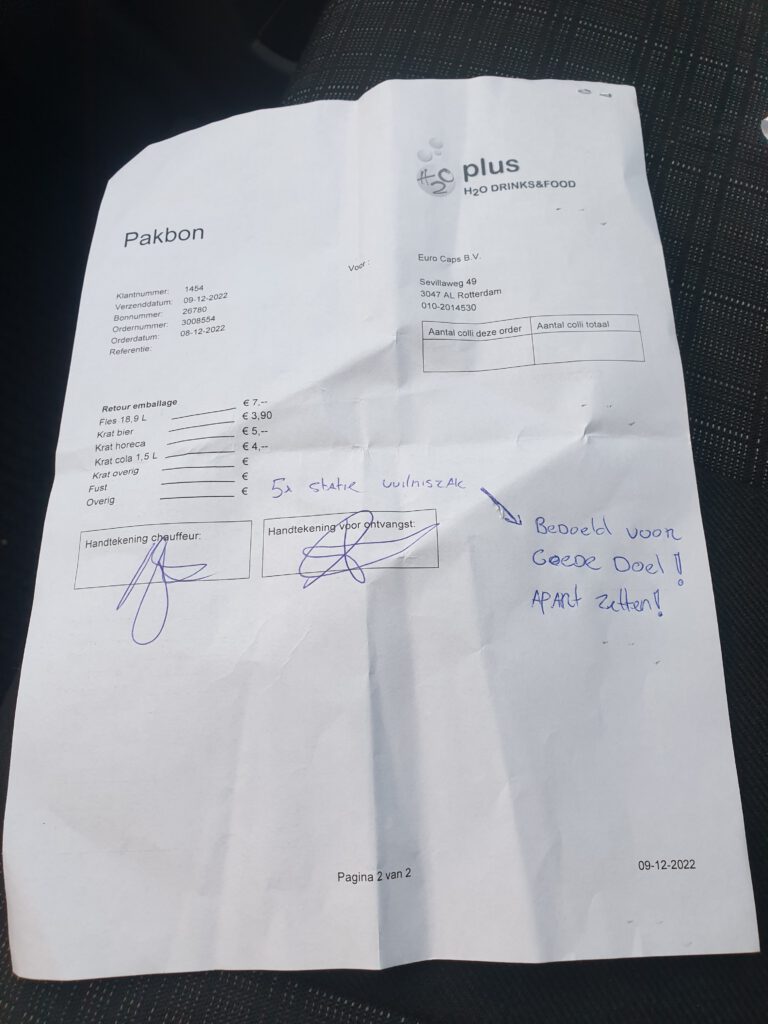 H2O plus
H2O DRINKS&FOOD
Pakbon
Voor:
Euro Caps B.V.
Sevillaweg 49
3047 AL Rotterdam
010-2014530
Klantnummer: 1454
Verzenddatum: 09-12-2022
Bonnummer: 26780
Ordernummer: 3008554
Orderdatum: 08-12-2022
Referentie:
Aantal colli deze order Aantal colli totaal
Retour emballage
Fles 18,9 L € 7,--
Krat bier € 3,90
Krat horeca € 5,--
Krat cola 1,5 L € 4,--
Krat overig €
Fust €
Overig €
5x statie vuilniszak
Handtekening chauffeur:
Handtekening voor ontvangst:
Bedoeld voor
Goede Doel!
Apart zetten!
Pagina 2 van 2
09-12-2022